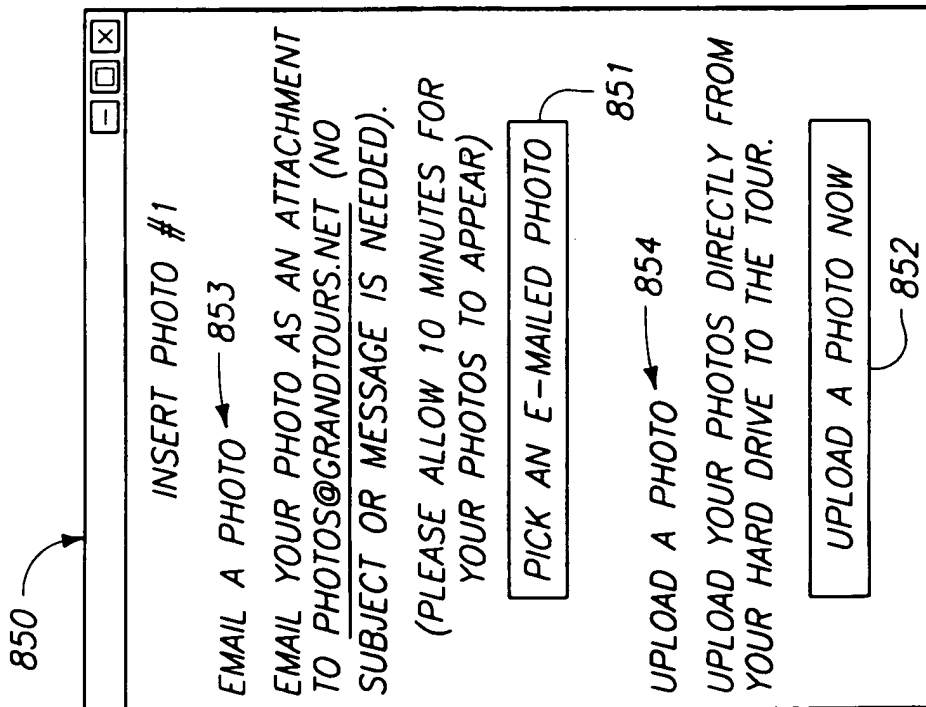 850
INSERT PHOTO #1
EMAIL A PHOTO 853
EMAIL YOUR PHOTO AS AN ATTACHMENT
TO PHOTOS@GRANDTOURS.NET (NO
SUBJECT OR MESSAGE IS NEEDED).
(PLEASE ALLOW 10 MINUTES FOR
YOUR PHOTOS TO APPEAR)
PICK AN E-MAILED PHOTO
851
UPLOAD A PHOTO 854
UPLOAD YOUR PHOTOS DIRECTLY FROM
YOUR HARD DRIVE TO THE TOUR.
UPLOAD A PHOTO NOW
852